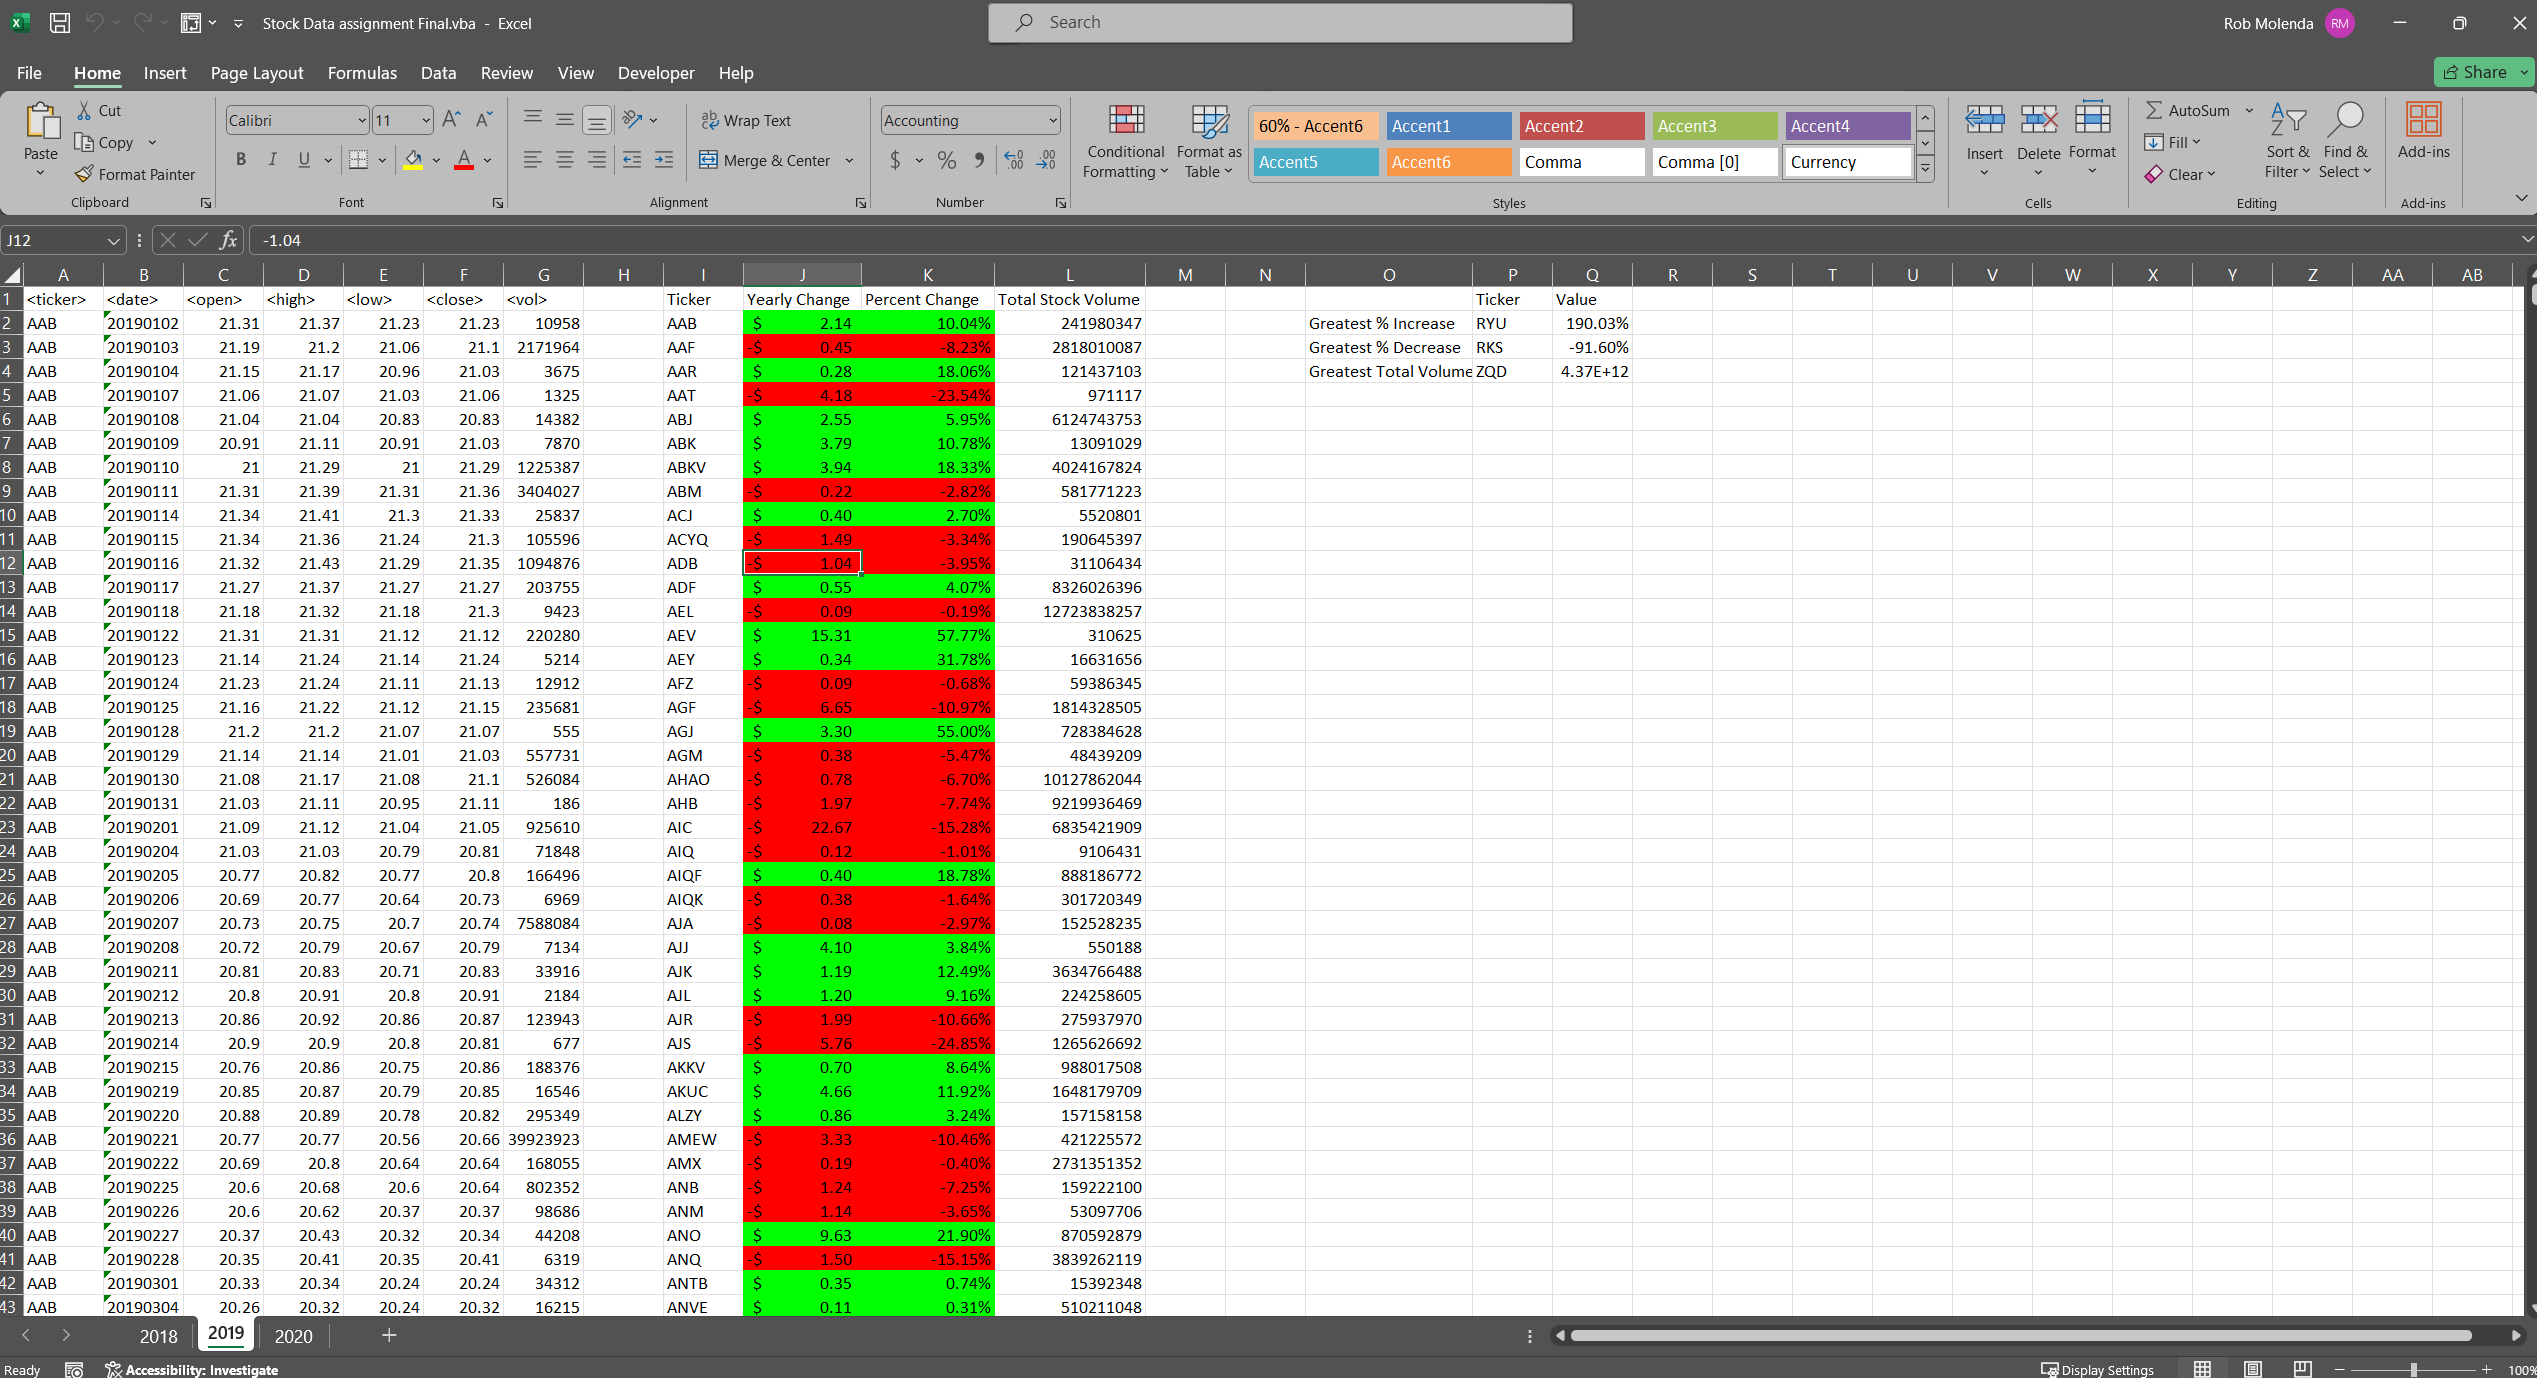 Stock Data assignment Final.vba - Excel
Search
Rob Molenda RM
File Home Insert Page Layout Formulas Data Review View Developer Help
Share
Paste Cut Copy Format Painter
Calibri 11
B I U A
Wrap Text
Merge & Center
Accounting
$ %
Conditional Formatting Format as Table
60% - Accent6 Accent1 Accent2 Accent3 Accent4
Accent5 Accent6 Comma Comma [0] Currency
Insert Delete Format
AutoSum Fill Clear
Sort & Filter Find & Select
Add-ins
Clipboard Font Alignment Number Styles Cells Editing Add-ins
J12 fx -1.04
A B C D E F G H I J K L M N O P Q R S T U V W X Y Z AA AB
1 <ticker> <date> <open> <high> <low> <close> <vol> Ticker Yearly Change Percent Change Total Stock Volume Ticker Value
2 AAB 20190102 21.31 21.37 21.23 21.23 10958 AAB $ 2.14 10.04% 241980347 Greatest % Increase RYU 190.03%
3 AAB 20190103 21.19 21.2 21.06 21.1 2171964 AAF -$ 0.45 -8.23% 2818010087 Greatest % Decrease RKS -91.60%
4 AAB 20190104 21.15 21.17 20.96 21.03 3675 AAR $ 0.28 18.06% 121437103 Greatest Total Volume ZQD 4.37E+12
5 AAB 20190107 21.06 21.07 21.03 21.06 1325 AAT -$ 4.18 -23.54% 971117
6 AAB 20190108 21.04 21.04 20.83 20.83 14382 ABJ $ 2.55 5.95% 6124743753
7 AAB 20190109 20.91 21.11 20.91 21.03 7870 ABK $ 3.79 10.78% 13091029
8 AAB 20190110 21 21.29 21 21.29 1225387 ABKV $ 3.94 18.33% 4024167824
9 AAB 20190111 21.31 21.39 21.31 21.36 3404027 ABM -$ 0.22 -2.82% 581771223
10 AAB 20190114 21.34 21.41 21.3 21.33 25837 ACJ $ 0.40 2.70% 5520801
11 AAB 20190115 21.34 21.36 21.24 21.3 105596 ACYQ -$ 1.49 -3.34% 190645397
12 AAB 20190116 21.32 21.43 21.29 21.35 1094876 ADB -$ 1.04 -3.95% 31106434
13 AAB 20190117 21.27 21.37 21.27 21.27 203755 ADF $ 0.55 4.07% 8326026396
14 AAB 20190118 21.18 21.32 21.18 21.3 9423 AEL -$ 0.09 -0.19% 12723838257
15 AAB 20190122 21.31 21.31 21.12 21.12 220280 AEV $ 15.31 57.77% 310625
16 AAB 20190123 21.14 21.24 21.14 21.24 5214 AEY $ 0.34 31.78% 16631656
17 AAB 20190124 21.23 21.24 21.11 21.13 12912 AFZ -$ 0.09 -0.68% 59386345
18 AAB 20190125 21.16 21.22 21.12 21.15 235681 AGF -$ 6.65 -10.97% 1814328505
19 AAB 20190128 21.2 21.2 21.07 21.07 555 AGJ $ 3.30 55.00% 728384628
20 AAB 20190129 21.14 21.14 21.01 21.03 557731 AGM -$ 0.38 -5.47% 48439209
21 AAB 20190130 21.08 21.17 21.08 21.1 526084 AHAO -$ 0.78 -6.70% 10127862044
22 AAB 20190131 21.03 21.11 20.95 21.11 186 AHB -$ 1.97 -7.74% 9219936469
23 AAB 20190201 21.09 21.12 21.04 21.05 925610 AIC -$ 22.67 -15.28% 6835421909
24 AAB 20190204 21.03 21.03 20.79 20.81 71848 AIQ -$ 0.12 -1.01% 9106431
25 AAB 20190205 20.77 20.82 20.77 20.8 166496 AIQF $ 0.40 18.78% 888186772
26 AAB 20190206 20.69 20.77 20.64 20.73 6969 AIQK -$ 0.38 -1.64% 301720349
27 AAB 20190207 20.73 20.75 20.7 20.74 7588084 AJA -$ 0.08 -2.97% 152528235
28 AAB 20190208 20.72 20.79 20.67 20.79 7134 AJJ $ 4.10 3.84% 550188
29 AAB 20190211 20.81 20.83 20.71 20.83 33916 AJK $ 1.19 12.49% 3634766488
30 AAB 20190212 20.8 20.91 20.8 20.91 2184 AJL $ 1.20 9.16% 224258605
31 AAB 20190213 20.86 20.92 20.86 20.87 123943 AJR -$ 1.99 -10.66% 275937970
32 AAB 20190214 20.9 20.9 20.8 20.81 677 AJS -$ 5.76 -24.85% 1265626692
33 AAB 20190215 20.76 20.86 20.75 20.86 188376 AKKV $ 0.70 8.64% 988017508
34 AAB 20190219 20.85 20.87 20.79 20.85 16546 AKUC $ 4.66 11.92% 1648179709
35 AAB 20190220 20.88 20.89 20.78 20.82 295349 ALZY $ 0.86 3.24% 157158158
36 AAB 20190221 20.77 20.77 20.56 20.66 39923923 AMEW -$ 3.33 -10.46% 421225572
37 AAB 20190222 20.69 20.8 20.64 20.64 168055 AMX -$ 0.19 -0.40% 2731351352
38 AAB 20190225 20.6 20.68 20.6 20.64 802352 ANB -$ 1.24 -7.25% 159222100
39 AAB 20190226 20.6 20.62 20.37 20.37 98686 ANM -$ 1.14 -3.65% 53097706
40 AAB 20190227 20.37 20.43 20.32 20.34 44208 ANO $ 9.63 21.90% 870592879
41 AAB 20190228 20.35 20.41 20.35 20.41 6319 ANQ -$ 1.50 -15.15% 3839262119
42 AAB 20190301 20.33 20.34 20.24 20.24 34312 ANTB $ 0.35 0.74% 15392348
43 AAB 20190304 20.26 20.32 20.24 20.32 16215 ANVE $ 0.11 0.31% 510211048
2018 2019 2020
Ready Accessibility: Investigate Display Settings 100%